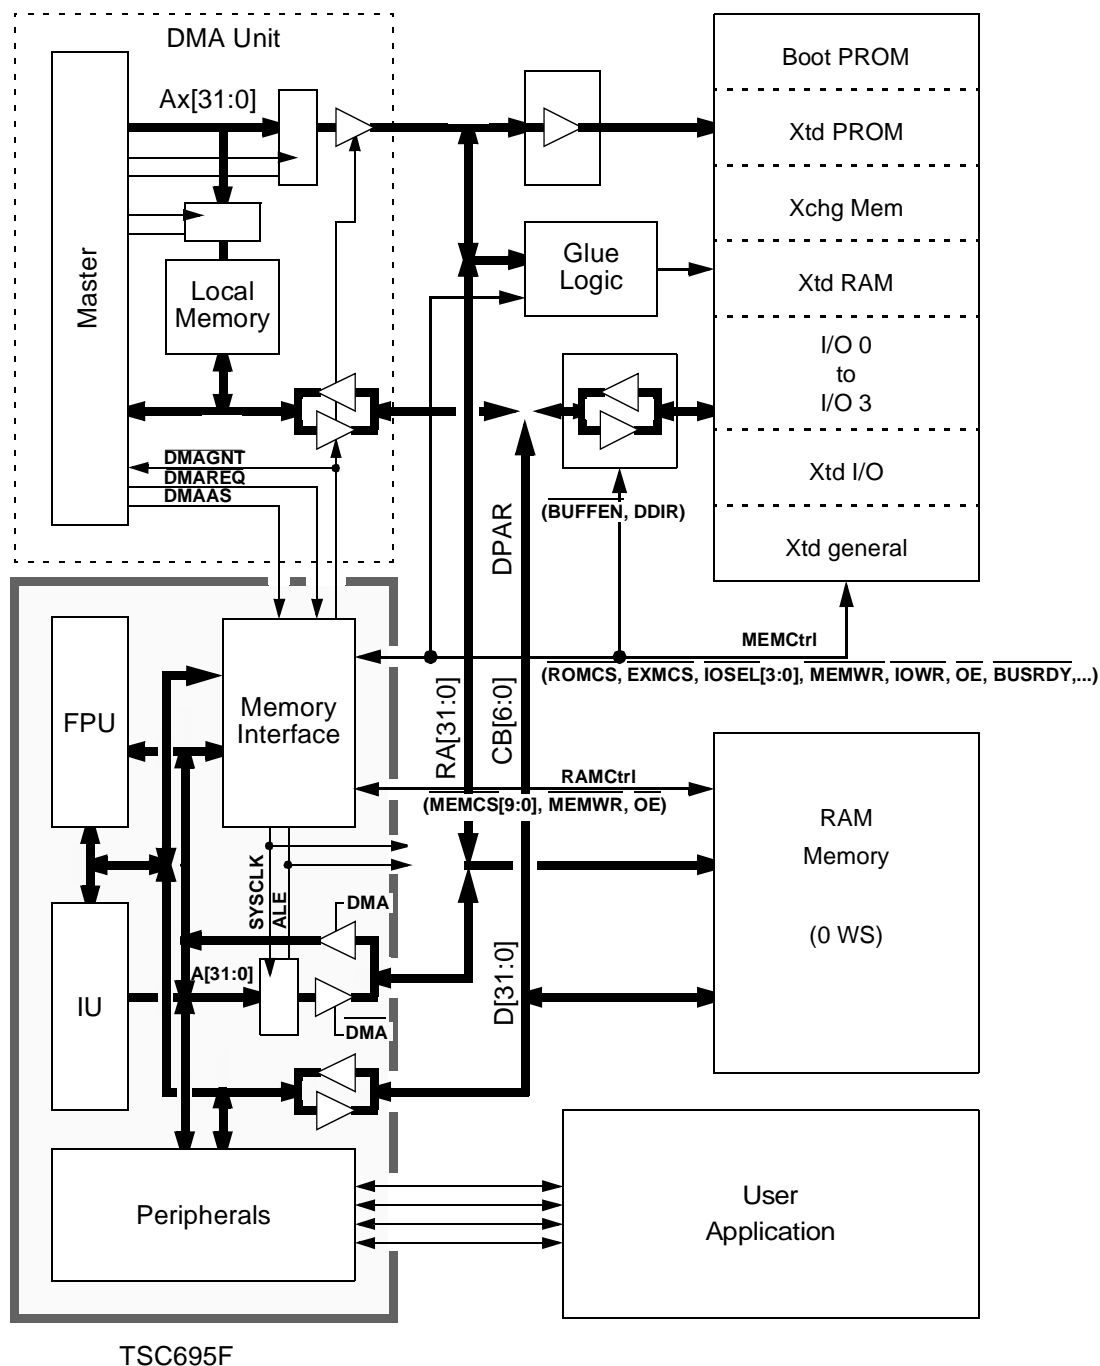 DMA Unit
Boot PROM
Ax[31:0]
Xtd PROM
Xchg Mem
Glue
Logic
Master
Local
Memory
Xtd RAM
I/O 0
to
I/O 3
DMAGNT
DMAREQ
DMAAS
Xtd I/O
(BUFFEN, DDIR)
DPAR
Xtd general
MEMCtrl
(ROMCS, EXMCS, IOSEL[3:0], MEMWR, IOWR, OE, BUSRDY,...)
FPU
Memory
Interface
RA[31:0]
CB[6:0]
RAMCtrl
(MEMCS[9:0], MEMWR, OE)
RAM
Memory
(0 WS)
SYSCLK
ALE
DMA
A[31:0]
IU
DMA
D[31:0]
Peripherals
User
Application
TSC695F